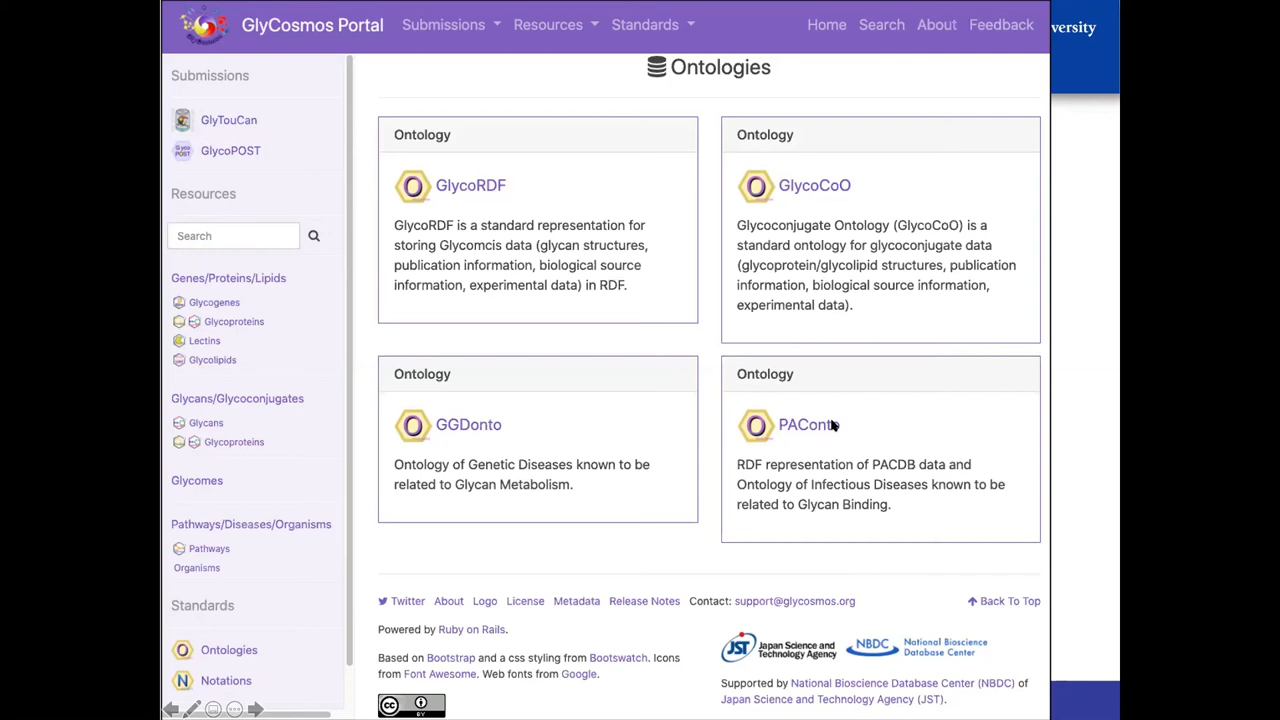 GlyCosmos Portal Submissions Resources Standards Home Search About Feedback
versity
Submissions
GlyTouCan
GlycoPOST
Resources
Search
Genes/Proteins/Lipids
Glycogenes
Glycoproteins
Lectins
Glycolipids
Glycans/Glycoconjugates
Glycans
Glycoproteins
Glycomes
Pathways/Diseases/Organisms
Pathways
Organisms
Standards
Ontologies
Notations
Ontologies
Ontology
GlycoRDF
GlycoRDF is a standard representation for
storing Glycomcis data (glycan structures,
publication information, biological source
information, experimental data) in RDF.
Ontology
GlycoCoO
Glycoconjugate Ontology (GlycoCoO) is a
standard ontology for glycoconjugate data
(glycoprotein/glycolipid structures, publication
information, biological source information,
experimental data).
Ontology
GGDonto
Ontology of Genetic Diseases known to be
related to Glycan Metabolism.
Ontology
PAConto
RDF representation of PACDB data and
Ontology of Infectious Diseases known to be
related to Glycan Binding.
Twitter About Logo License Metadata Release Notes Contact: support@glycosmos.org Back To Top
Powered by Ruby on Rails.
Based on Bootstrap and a css styling from Bootswatch. Icons
from Font Awesome. Web fonts from Google.
JST Japan Science and
Technology Agency
NBDC National Bioscience
Database Center
Supported by National Bioscience Database Center (NBDC) of
Japan Science and Technology Agency (JST).
CC BY